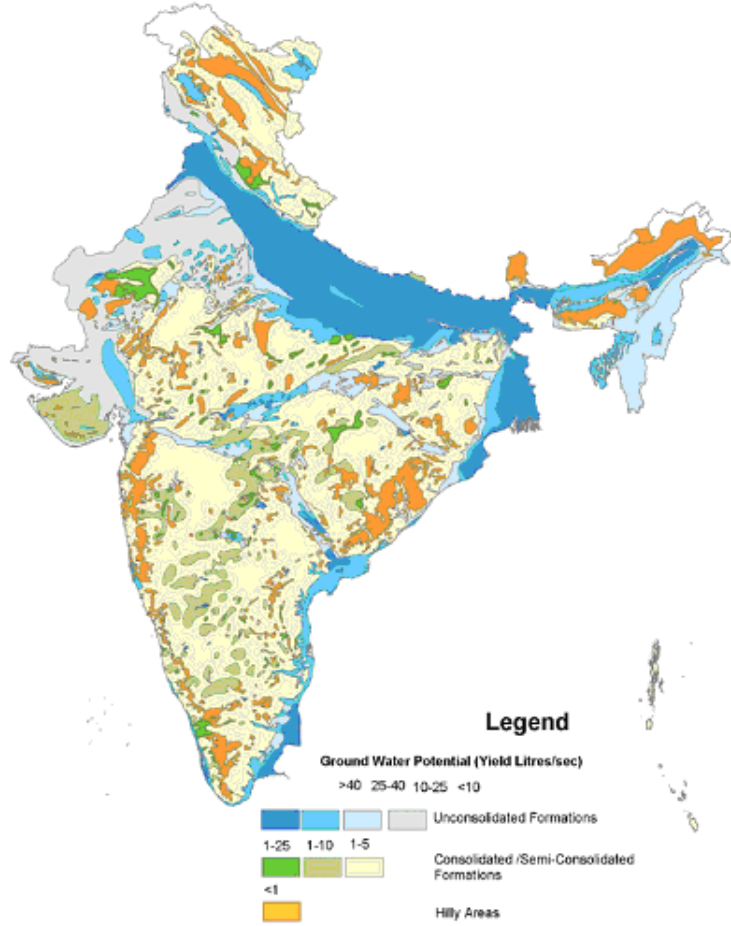 Legend
Ground Water Potential (Yield Litres/sec)
>40 25-40 10-25 <10
Unconsolidated Formations
1-25 1-10 1-5
Consolidated /Semi-Consolidated
Formations
<1
Hilly Areas